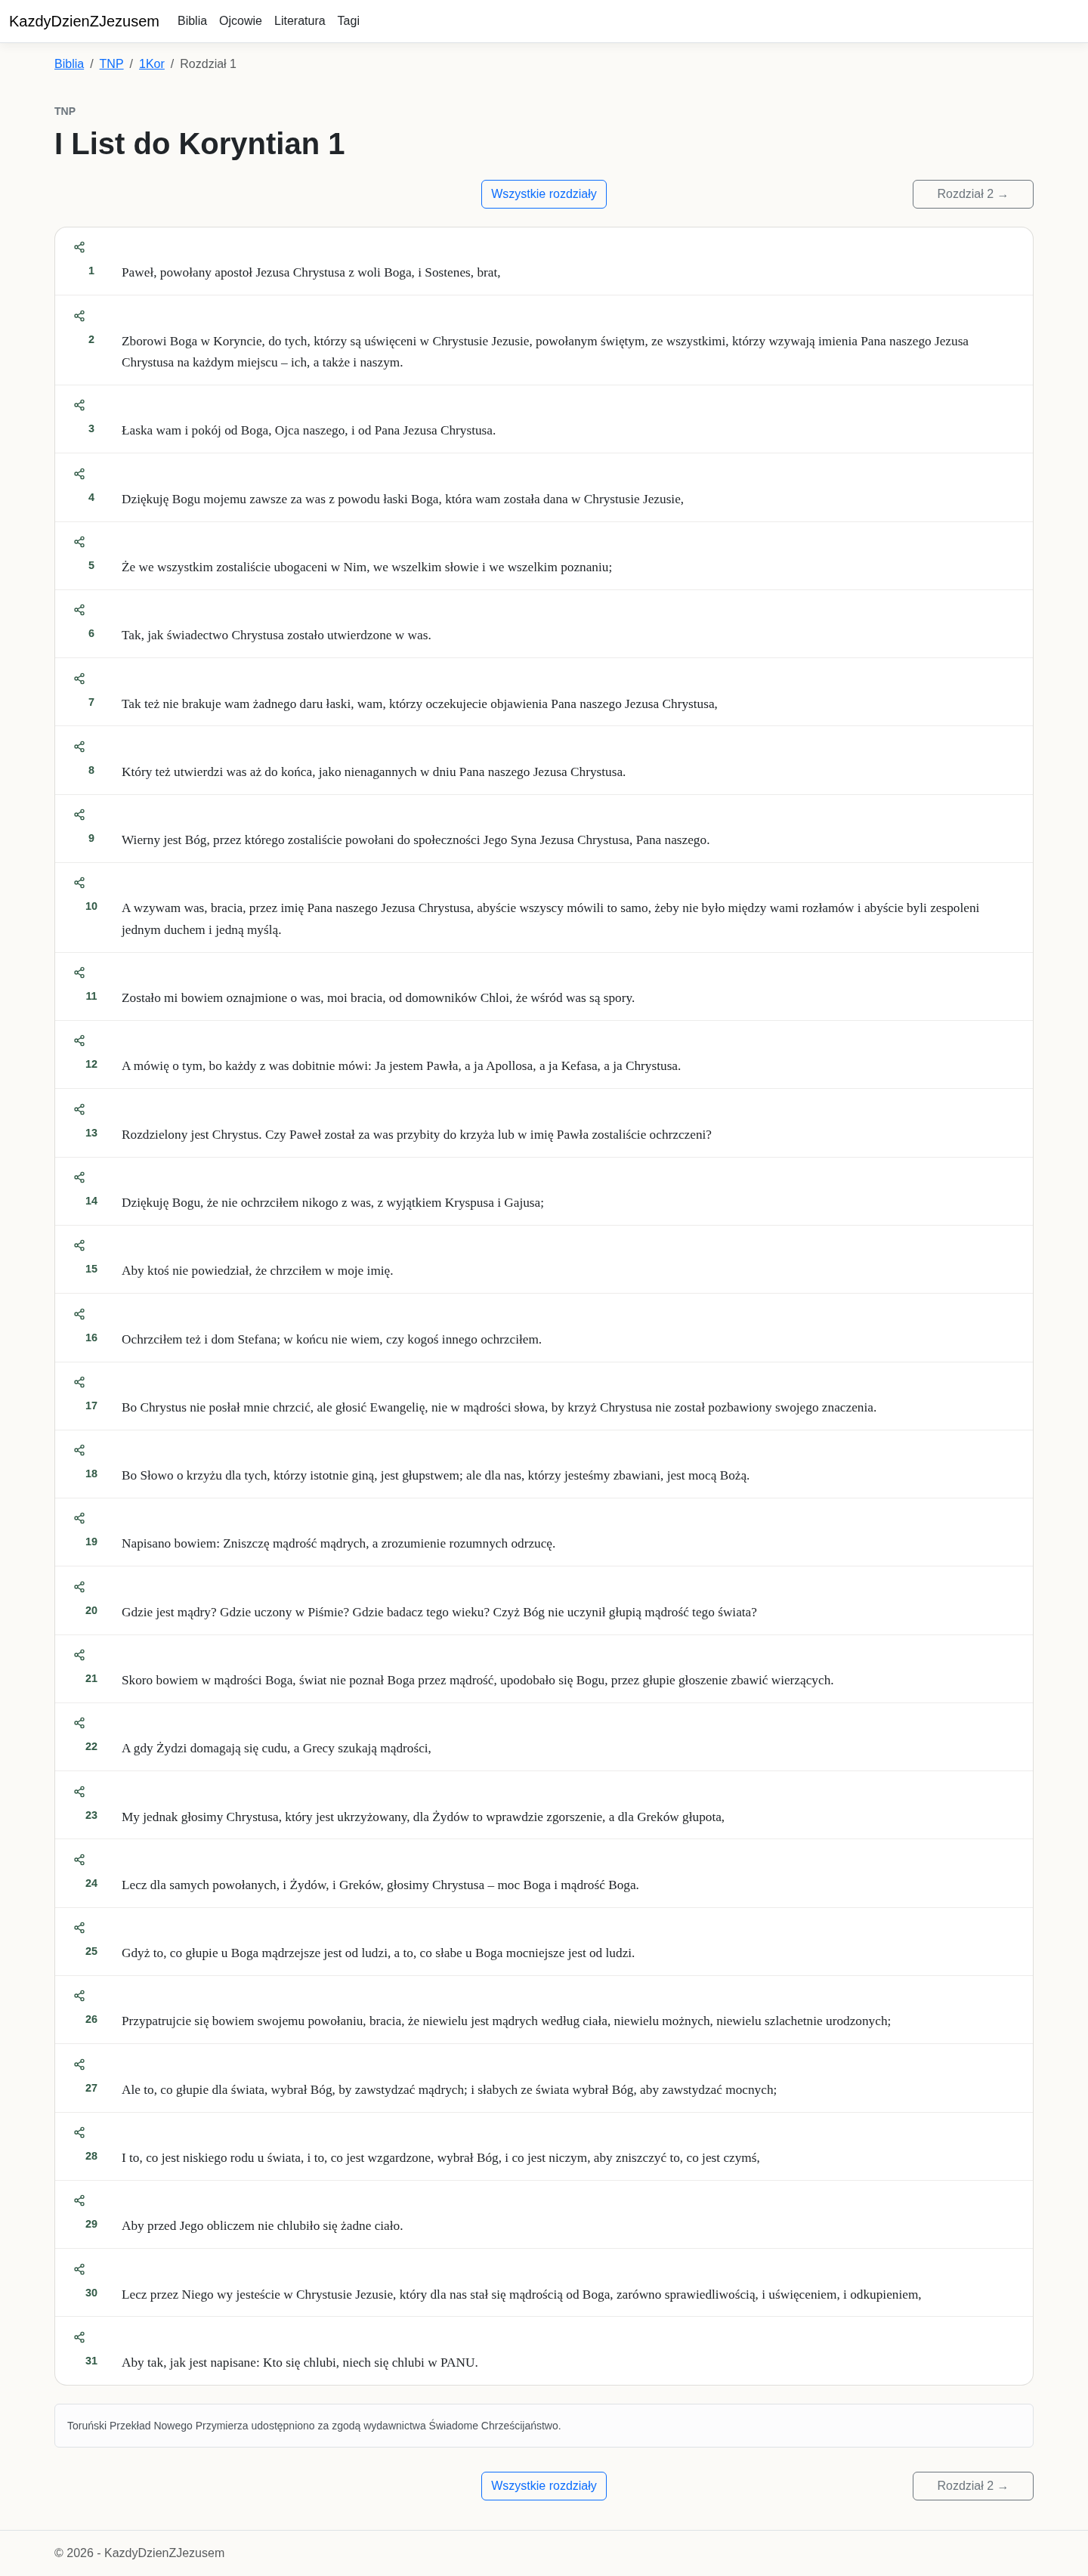 KazdyDzienZJezusem Biblia Ojcowie Literatura Tagi
Biblia / TNP / 1Kor / Rozdział 1
TNP
I List do Koryntian 1
Wszystkie rozdziały Rozdział 2 →
1 Paweł, powołany apostoł Jezusa Chrystusa z woli Boga, i Sostenes, brat,
2 Zborowi Boga w Koryncie, do tych, którzy są uświęceni w Chrystusie Jezusie, powołanym świętym, ze wszystkimi, którzy wzywają imienia Pana naszego Jezusa
Chrystusa na każdym miejscu – ich, a także i naszym.
3 Łaska wam i pokój od Boga, Ojca naszego, i od Pana Jezusa Chrystusa.
4 Dziękuję Bogu mojemu zawsze za was z powodu łaski Boga, która wam została dana w Chrystusie Jezusie,
5 Że we wszystkim zostaliście ubogaceni w Nim, we wszelkim słowie i we wszelkim poznaniu;
6 Tak, jak świadectwo Chrystusa zostało utwierdzone w was.
7 Tak też nie brakuje wam żadnego daru łaski, wam, którzy oczekujecie objawienia Pana naszego Jezusa Chrystusa,
8 Który też utwierdzi was aż do końca, jako nienagannych w dniu Pana naszego Jezusa Chrystusa.
9 Wierny jest Bóg, przez którego zostaliście powołani do społeczności Jego Syna Jezusa Chrystusa, Pana naszego.
10 A wzywam was, bracia, przez imię Pana naszego Jezusa Chrystusa, abyście wszyscy mówili to samo, żeby nie było między wami rozłamów i abyście byli zespoleni
jednym duchem i jedną myślą.
11 Zostało mi bowiem oznajmione o was, moi bracia, od domowników Chloi, że wśród was są spory.
12 A mówię o tym, bo każdy z was dobitnie mówi: Ja jestem Pawła, a ja Apollosa, a ja Kefasa, a ja Chrystusa.
13 Rozdzielony jest Chrystus. Czy Paweł został za was przybity do krzyża lub w imię Pawła zostaliście ochrzczeni?
14 Dziękuję Bogu, że nie ochrzciłem nikogo z was, z wyjątkiem Kryspusa i Gajusa;
15 Aby ktoś nie powiedział, że chrzciłem w moje imię.
16 Ochrzciłem też i dom Stefana; w końcu nie wiem, czy kogoś innego ochrzciłem.
17 Bo Chrystus nie posłał mnie chrzcić, ale głosić Ewangelię, nie w mądrości słowa, by krzyż Chrystusa nie został pozbawiony swojego znaczenia.
18 Bo Słowo o krzyżu dla tych, którzy istotnie giną, jest głupstwem; ale dla nas, którzy jesteśmy zbawiani, jest mocą Bożą.
19 Napisano bowiem: Zniszczę mądrość mądrych, a zrozumienie rozumnych odrzucę.
20 Gdzie jest mądry? Gdzie uczony w Piśmie? Gdzie badacz tego wieku? Czyż Bóg nie uczynił głupią mądrość tego świata?
21 Skoro bowiem w mądrości Boga, świat nie poznał Boga przez mądrość, upodobało się Bogu, przez głupie głoszenie zbawić wierzących.
22 A gdy Żydzi domagają się cudu, a Grecy szukają mądrości,
23 My jednak głosimy Chrystusa, który jest ukrzyżowany, dla Żydów to wprawdzie zgorszenie, a dla Greków głupota,
24 Lecz dla samych powołanych, i Żydów, i Greków, głosimy Chrystusa – moc Boga i mądrość Boga.
25 Gdyż to, co głupie u Boga mądrzejsze jest od ludzi, a to, co słabe u Boga mocniejsze jest od ludzi.
26 Przypatrujcie się bowiem swojemu powołaniu, bracia, że niewielu jest mądrych według ciała, niewielu możnych, niewielu szlachetnie urodzonych;
27 Ale to, co głupie dla świata, wybrał Bóg, by zawstydzać mądrych; i słabych ze świata wybrał Bóg, aby zawstydzać mocnych;
28 I to, co jest niskiego rodu u świata, i to, co jest wzgardzone, wybrał Bóg, i co jest niczym, aby zniszczyć to, co jest czymś,
29 Aby przed Jego obliczem nie chlubiło się żadne ciało.
30 Lecz przez Niego wy jesteście w Chrystusie Jezusie, który dla nas stał się mądrością od Boga, zarówno sprawiedliwością, i uświęceniem, i odkupieniem,
31 Aby tak, jak jest napisane: Kto się chlubi, niech się chlubi w PANU.
Toruński Przekład Nowego Przymierza udostępniono za zgodą wydawnictwa Świadome Chrześcijaństwo.
Wszystkie rozdziały Rozdział 2 →
© 2026 - KazdyDzienZJezusem